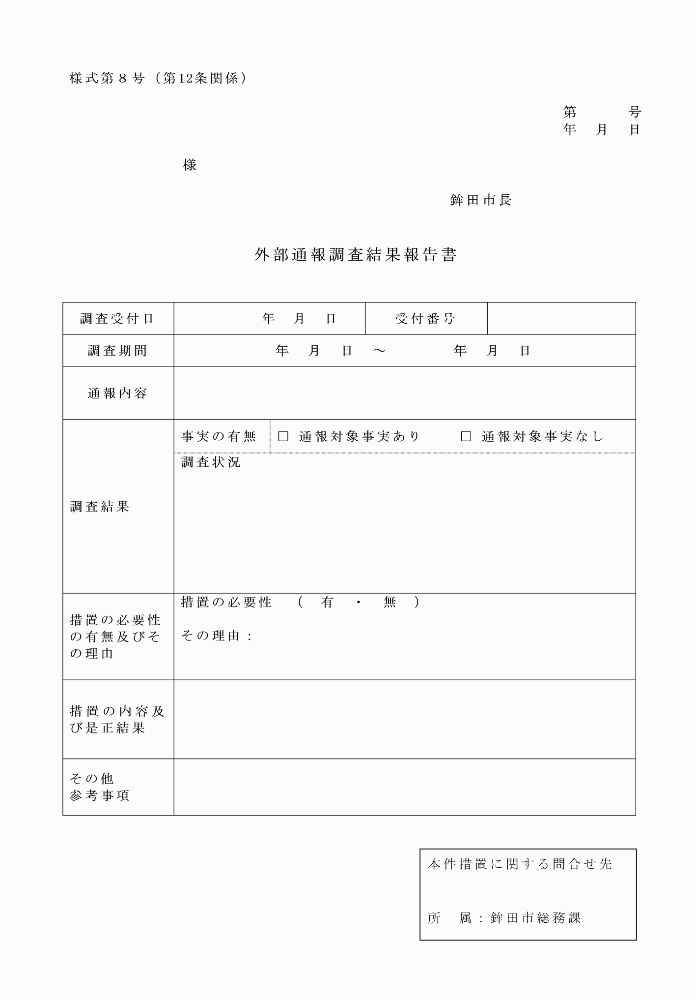 様式第８号（第12条関係）
第　　　号
年　月　日
様
鉾田市長
外部通報調査結果報告書
調査受付日　年　月　日　受付番号
調査期間　年　月　日　～　年　月　日
通報内容
事実の有無　□ 通報対象事実あり　□ 通報対象事実なし
調査状況
調査結果
措置の必要性　（　有　・　無　）
措置の必要性
の有無及びそ
の理由
その理由：
措置の内容及
び是正結果
その他
参考事項
本件措置に関する問合せ先
所　属：鉾田市総務課